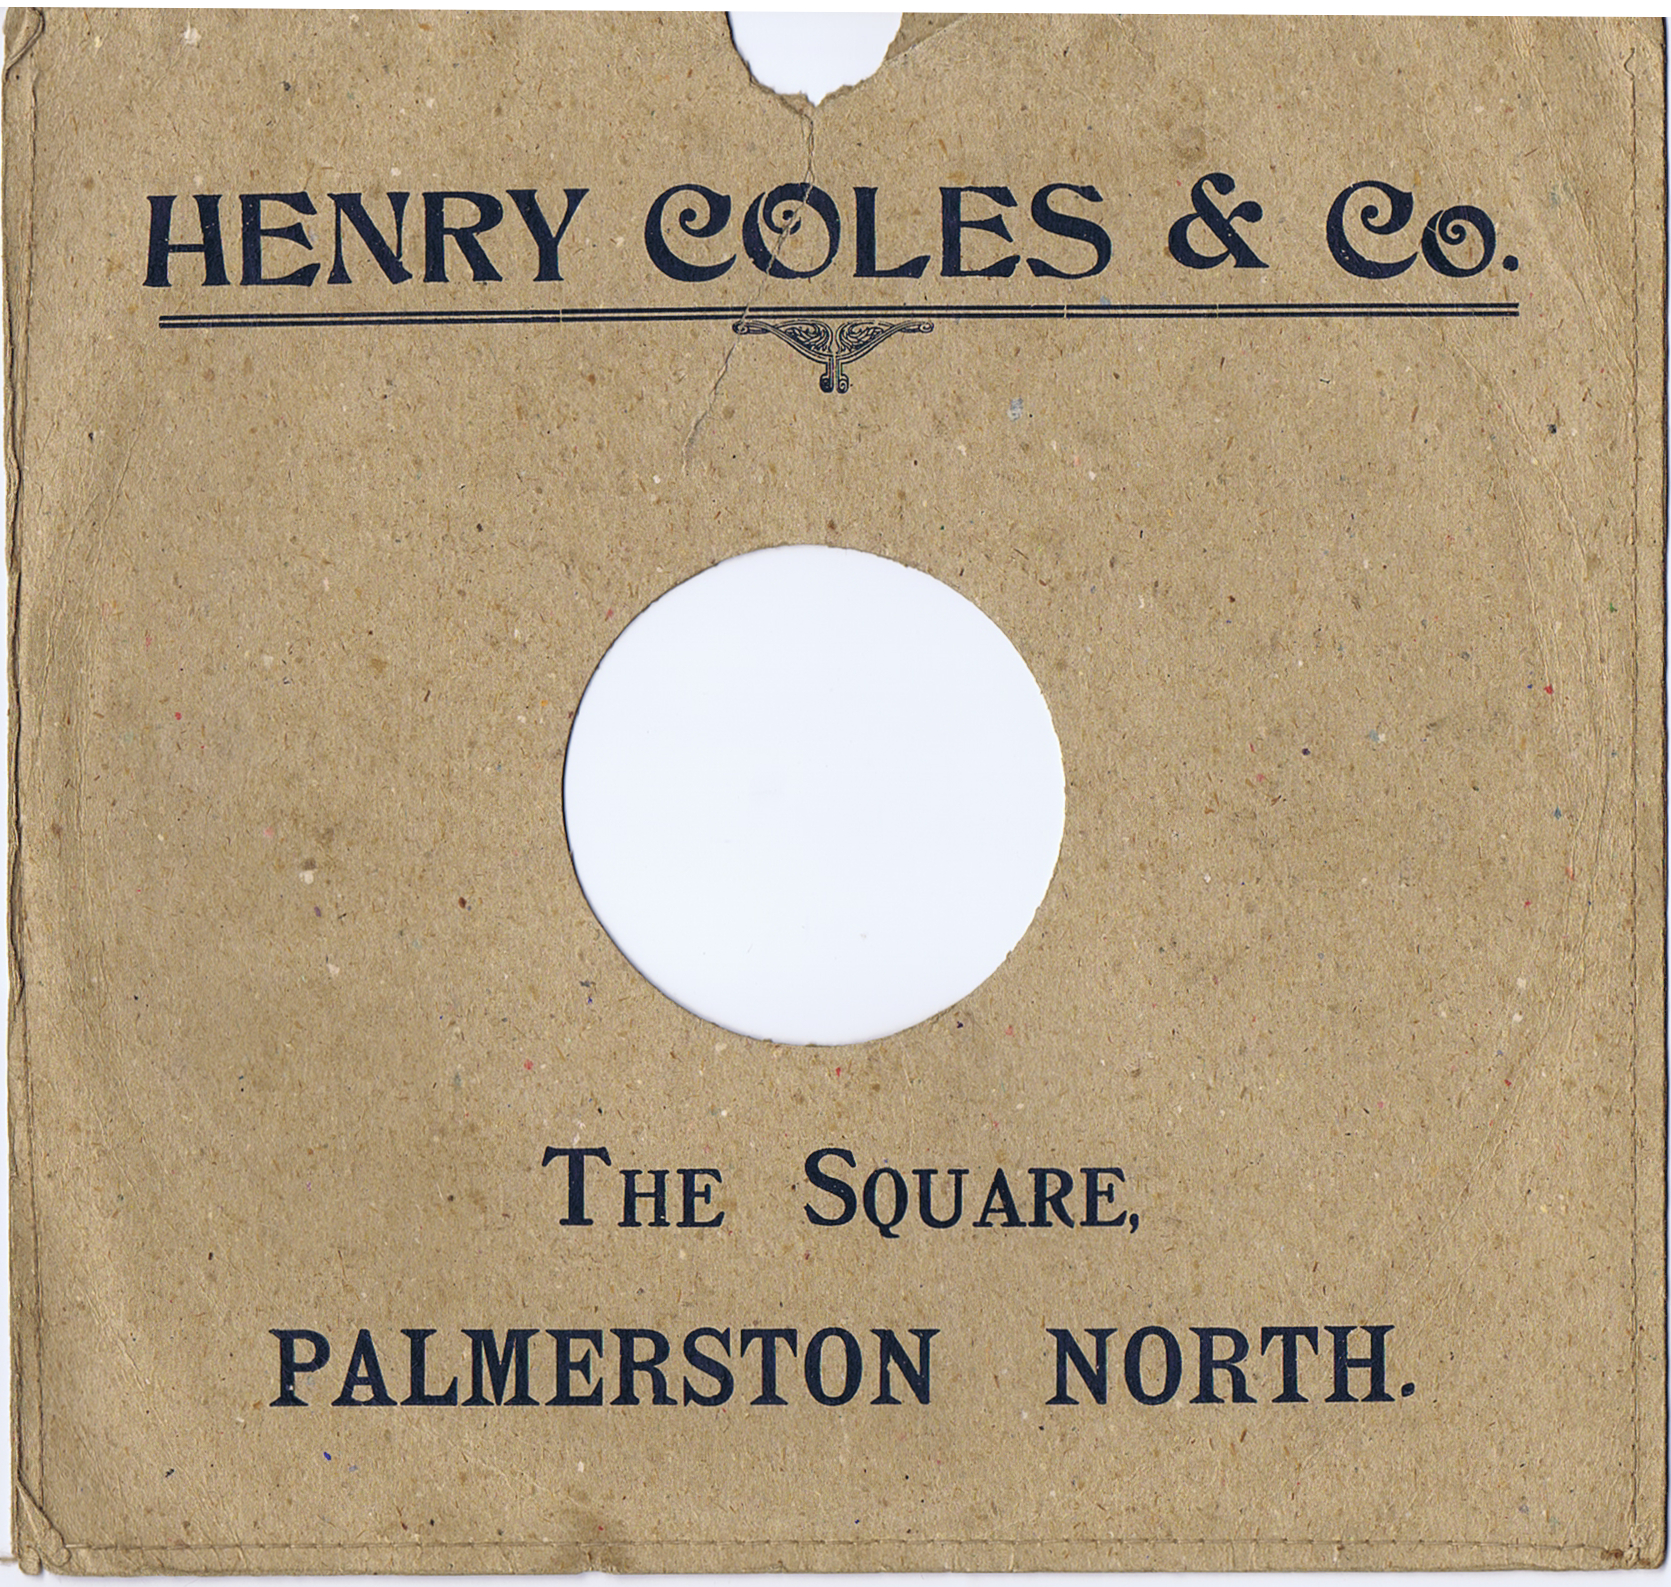 HENRY COLES & Co.
THE SQUARE,
PALMERSTON NORTH.